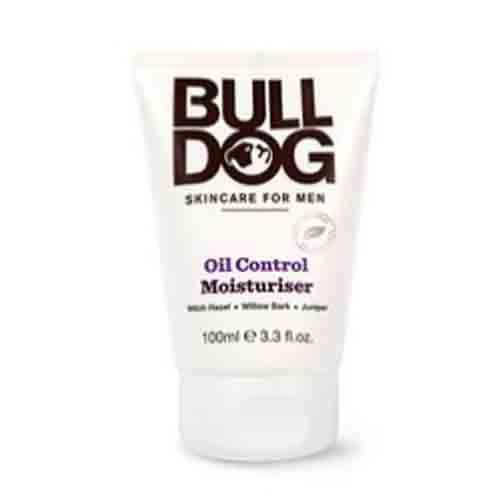 BULL
DOG
SKINCARE FOR MEN
Oil Control
Moisturiser
Witch Hazel • Willow Bark • Juniper
100ml e 3.3 fl.oz.